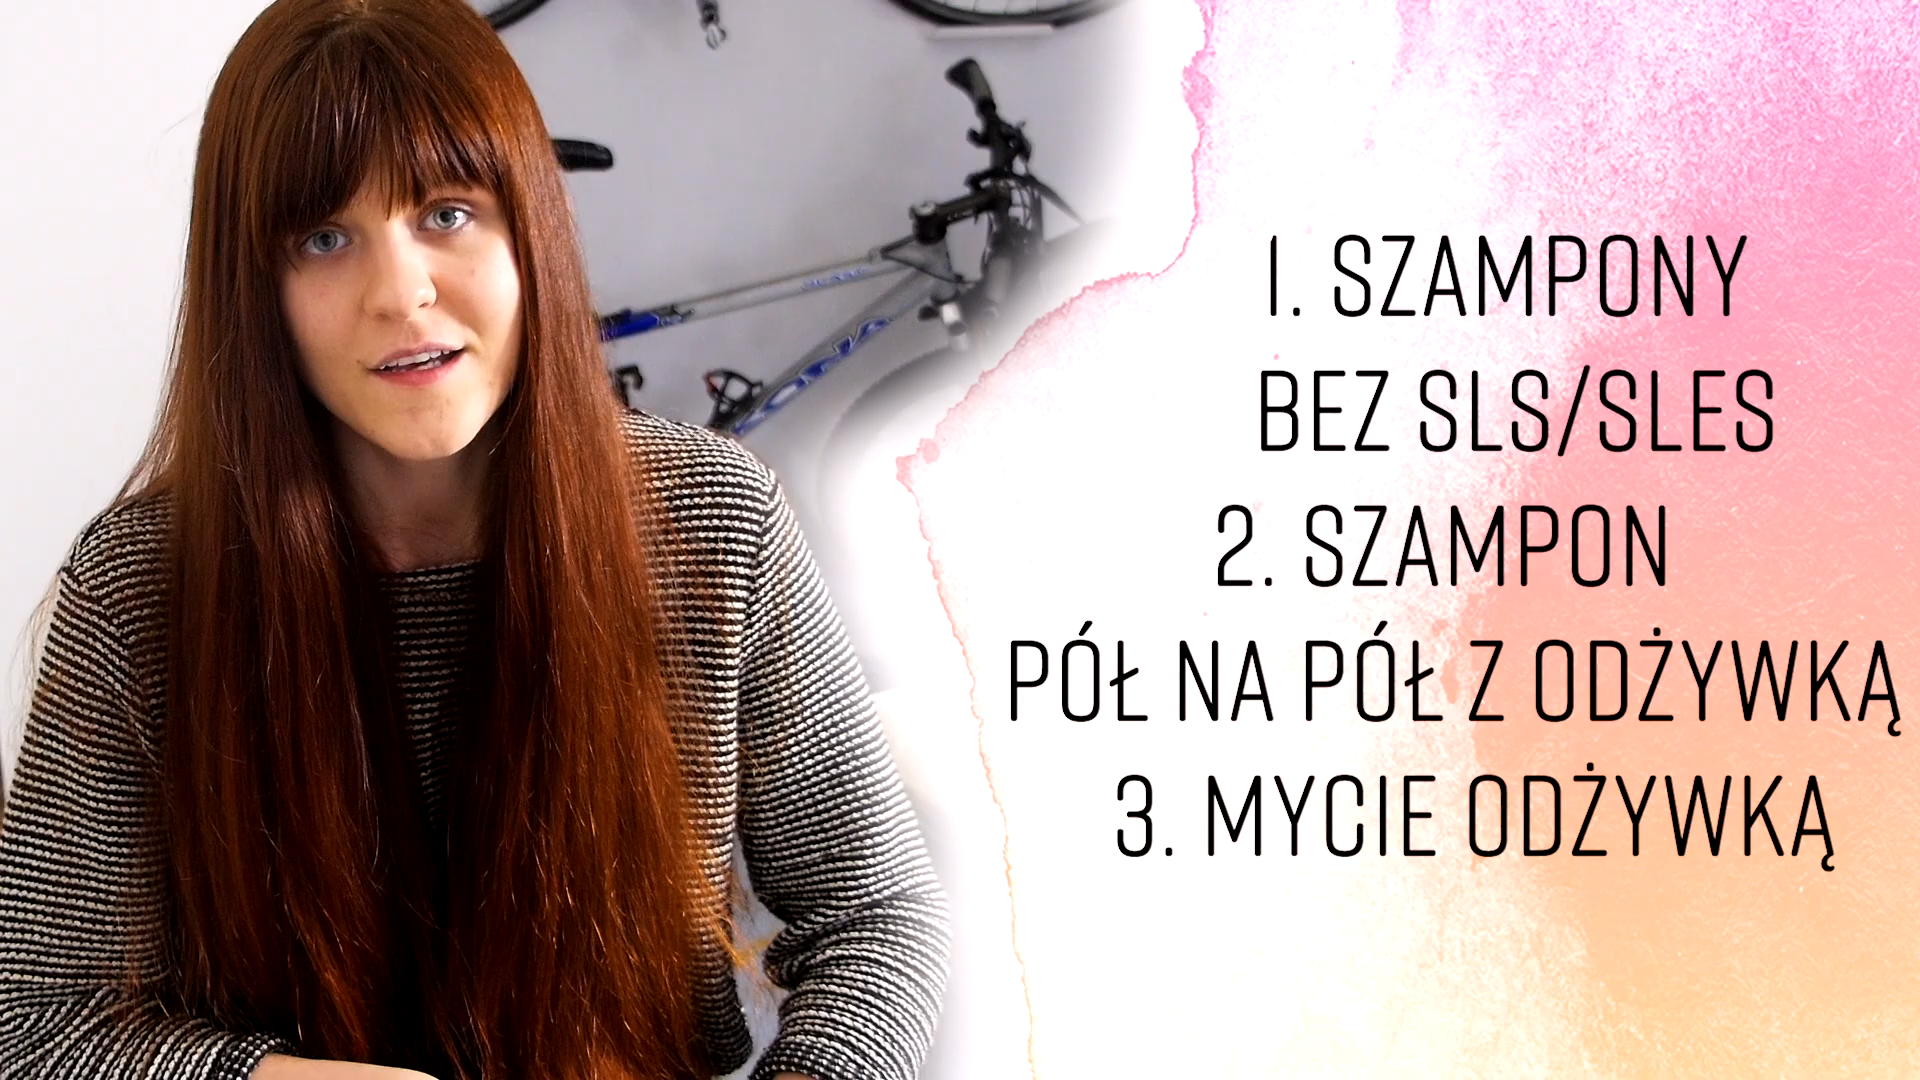 1. SZAMPONY
BEZ SLS/SLES
2. SZAMPON
PÓŁ NA PÓŁ Z ODŻYWKĄ
3. MYCIE ODŻYWKĄ